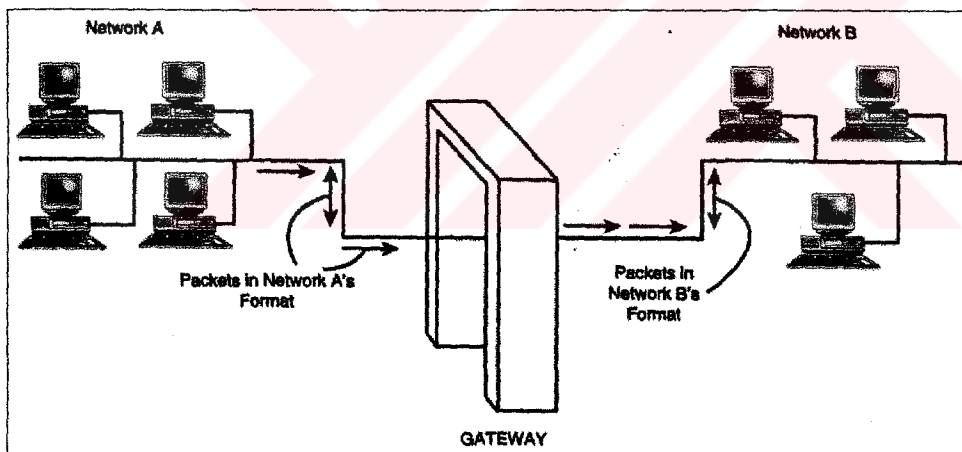 Network A
Network B
Packets in Network A's
Format
Packets in
Network B's
Format
GATEWAY